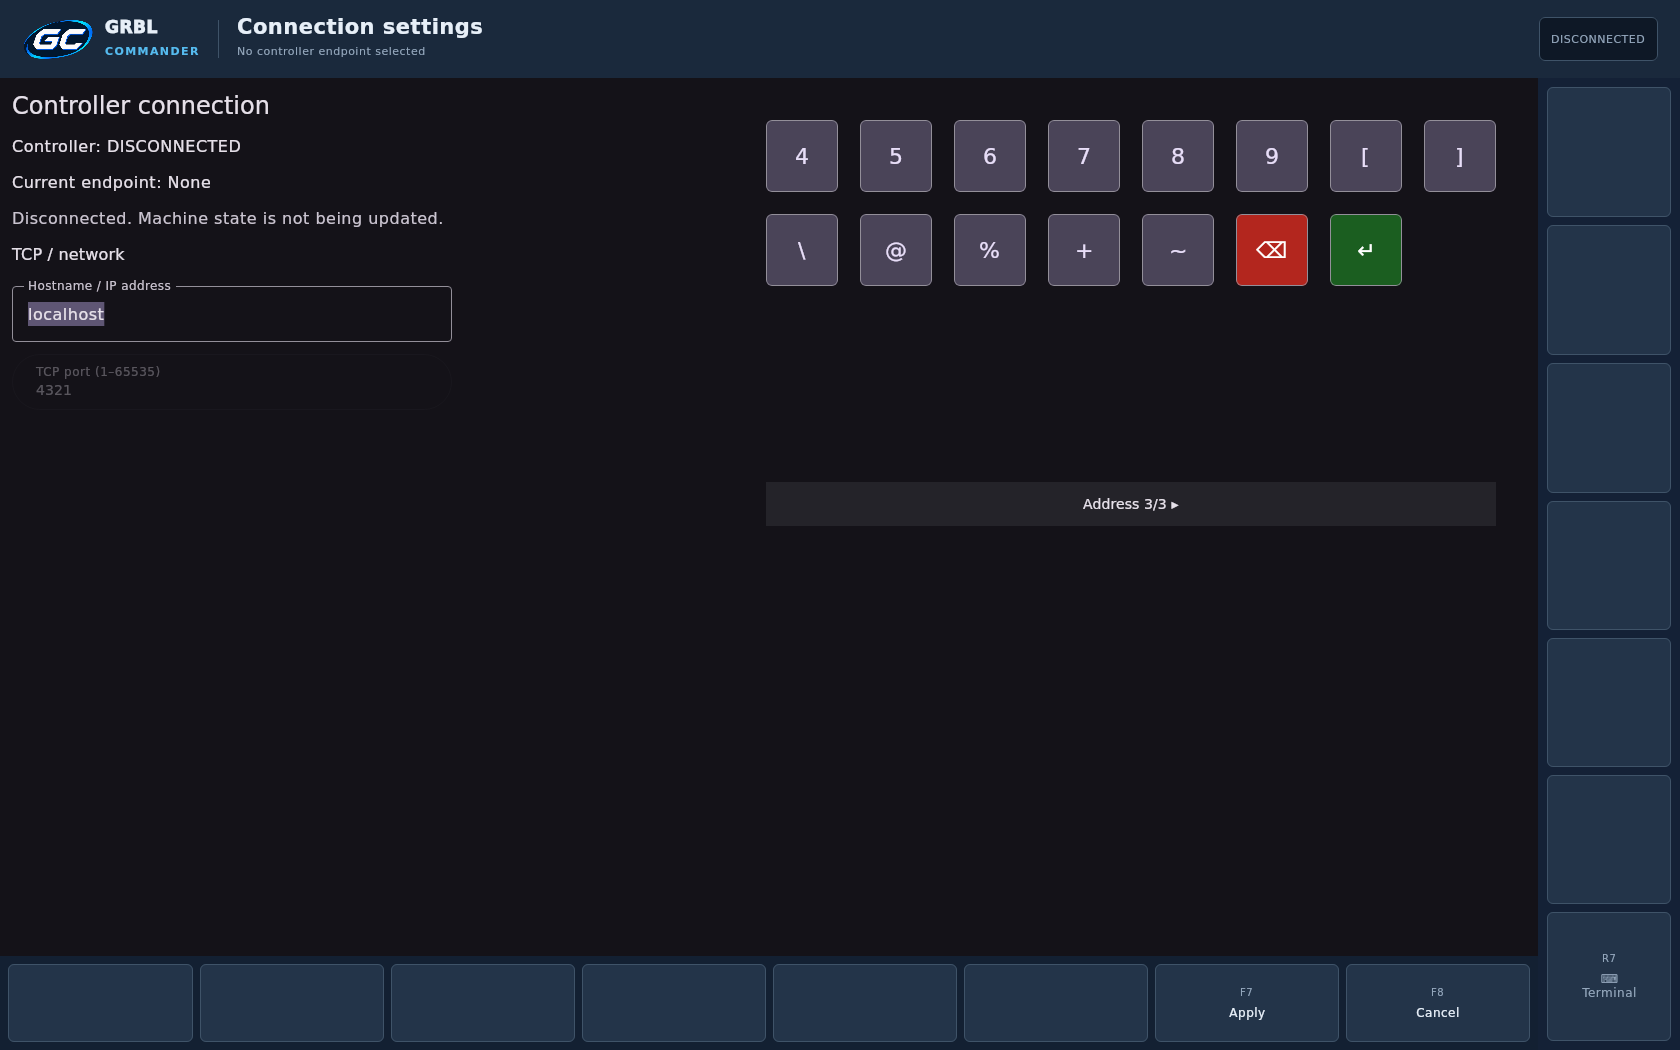 GC
GRBL
COMMANDER
Connection settings
No controller endpoint selected
DISCONNECTED
Controller connection
Controller: DISCONNECTED
Current endpoint: None
Disconnected. Machine state is not being updated.
TCP / network
Hostname / IP address
localhost
TCP port (1–65535)
4321
4 5 6 7 8 9 [ ]
\ @ % + ~ ⌫ ↵
Address 3/3 ▸
R7
⌨
Terminal
F7
Apply
F8
Cancel